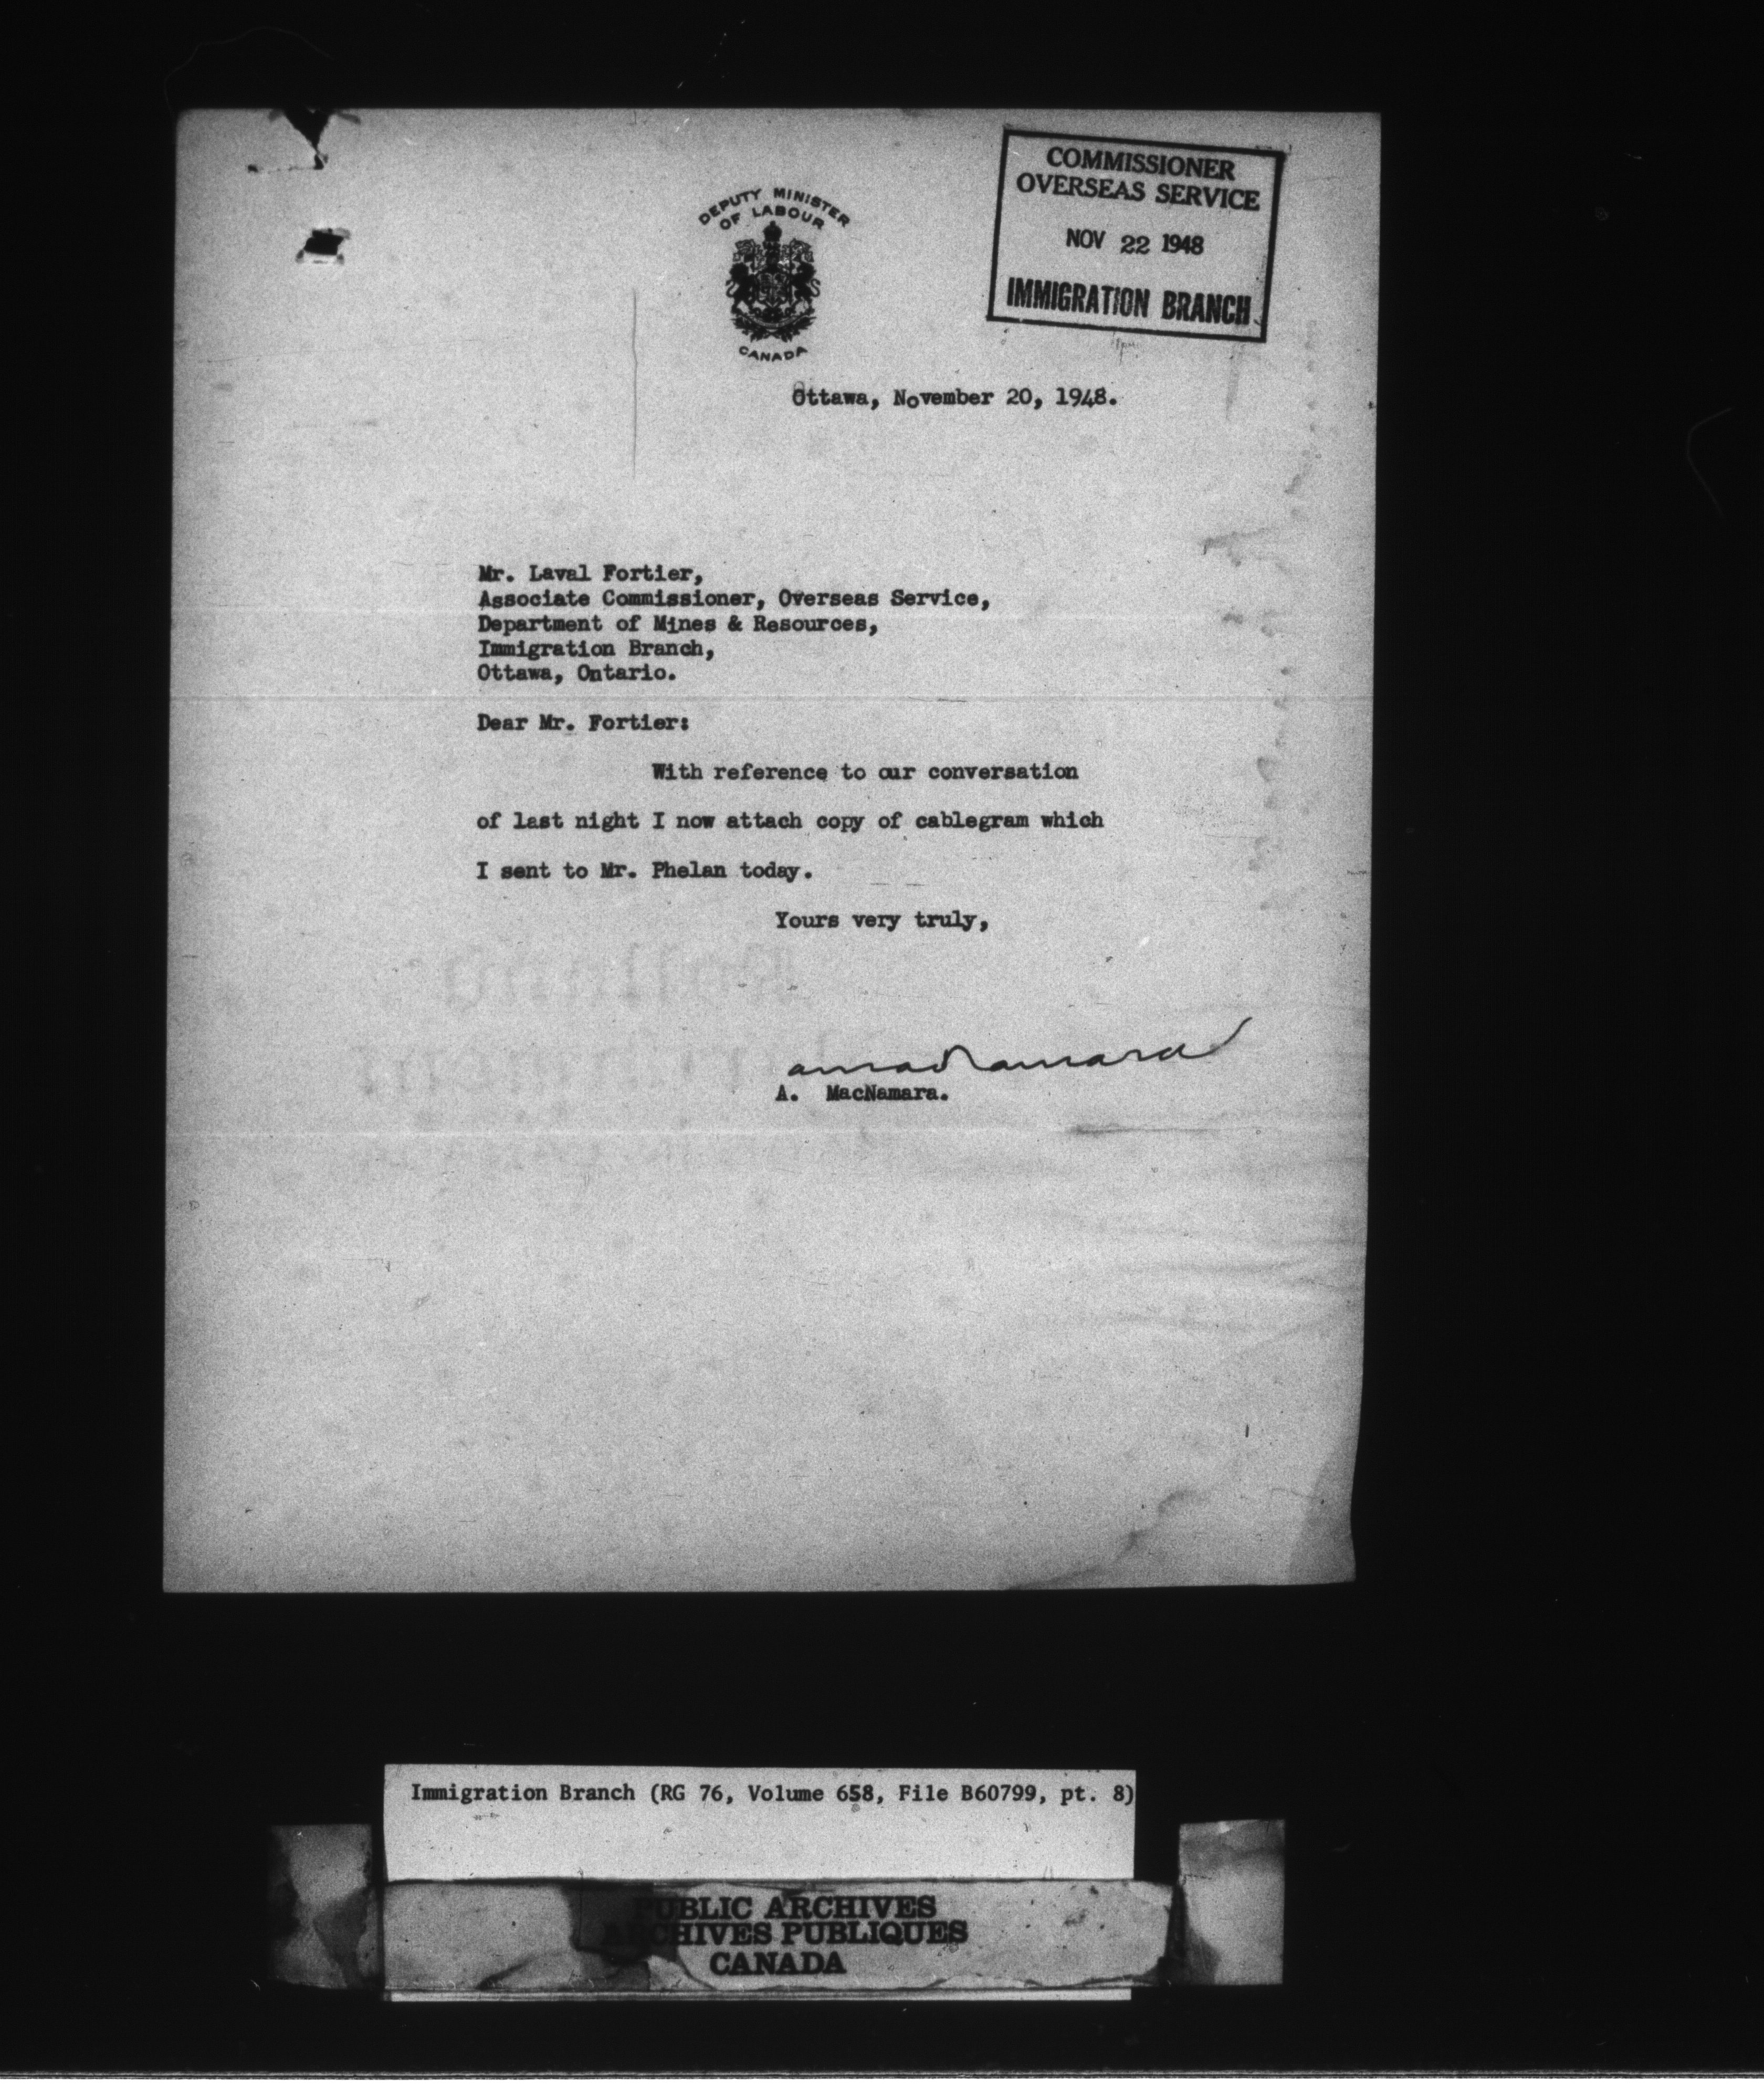 DEPUTY MINISTER
OF LABOUR
CANADA
COMMISSIONER
OVERSEAS SERVICE
NOV 22 1948
IMMIGRATION BRANCH
Ottawa, November 20, 1948.
Mr. Laval Fortier,
Associate Commissioner, Overseas Service,
Department of Mines & Resources,
Immigration Branch,
Ottawa, Ontario.
Dear Mr. Fortier:
With reference to our conversation
of last night I now attach copy of cablegram which
I sent to Mr. Phelan today.
Yours very truly,
A MacNamara
A. MacNamara.
Immigration Branch (RG 76, Volume 658, File B60799, pt. 8)
PUBLIC ARCHIVES
ARCHIVES PUBLIQUES
CANADA